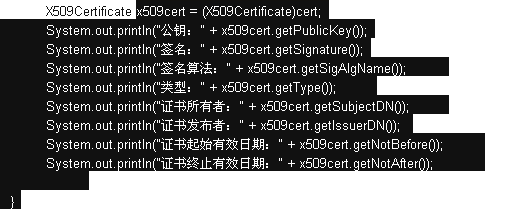 X509Certificate x509cert = (X509Certificate)cert;
System.out.println("公钥：" + x509cert.getPublicKey());
System.out.println("签名：" + x509cert.getSignature());
System.out.println("签名算法：" + x509cert.getSigAlgName());
System.out.println("类型：" + x509cert.getType());
System.out.println("证书所有者：" + x509cert.getSubjectDN());
System.out.println("证书发布者：" + x509cert.getIssuerDN());
System.out.println("证书起始有效日期：" + x509cert.getNotBefore());
System.out.println("证书终止有效日期：" + x509cert.getNotAfter());
}